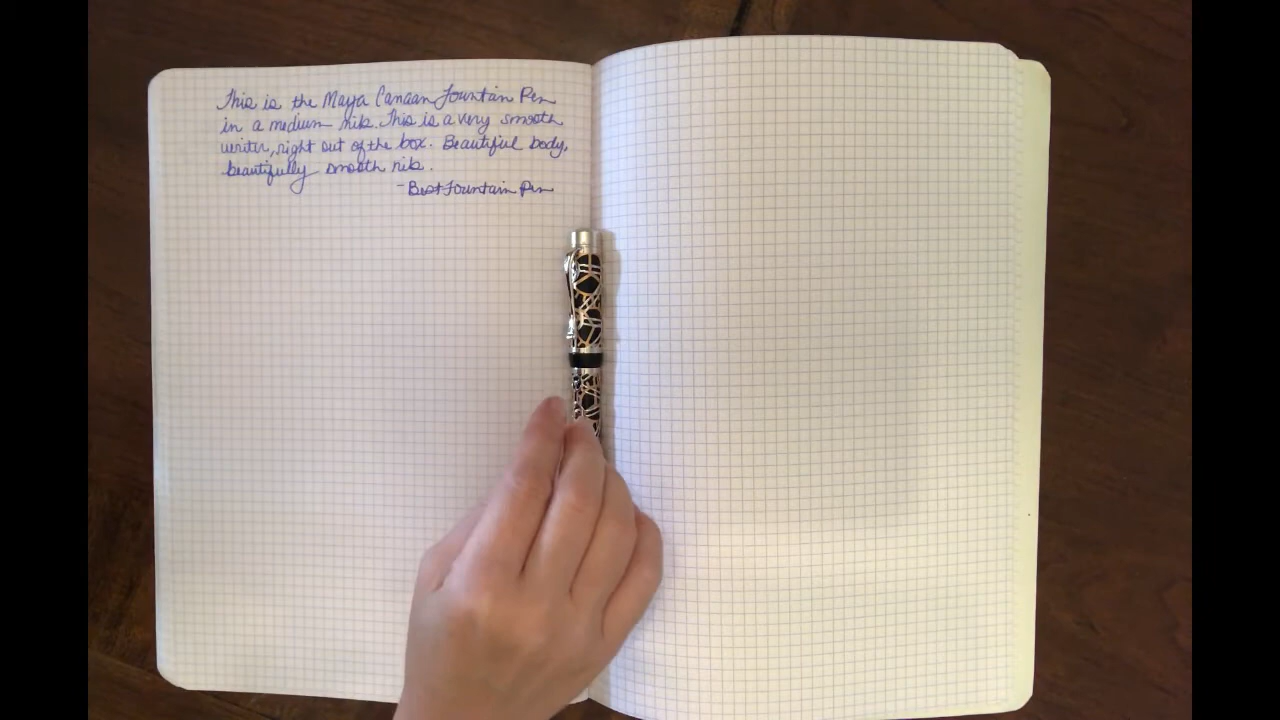 This is the Maya Canaan Fountain Pen
in a medium nib. This is a very smooth
writer, right out of the box. Beautiful body,
beautifully smooth nib.
- Best Fountain Pen